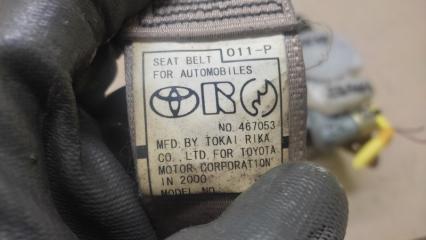 SEAT BELT 011-P
FOR AUTOMOBILES
NO. 467053
MFD. BY TOKAI RIKA
CO., LTD. FOR TOYOTA
MOTOR CORPORATION
IN 2000
MODEL NO.